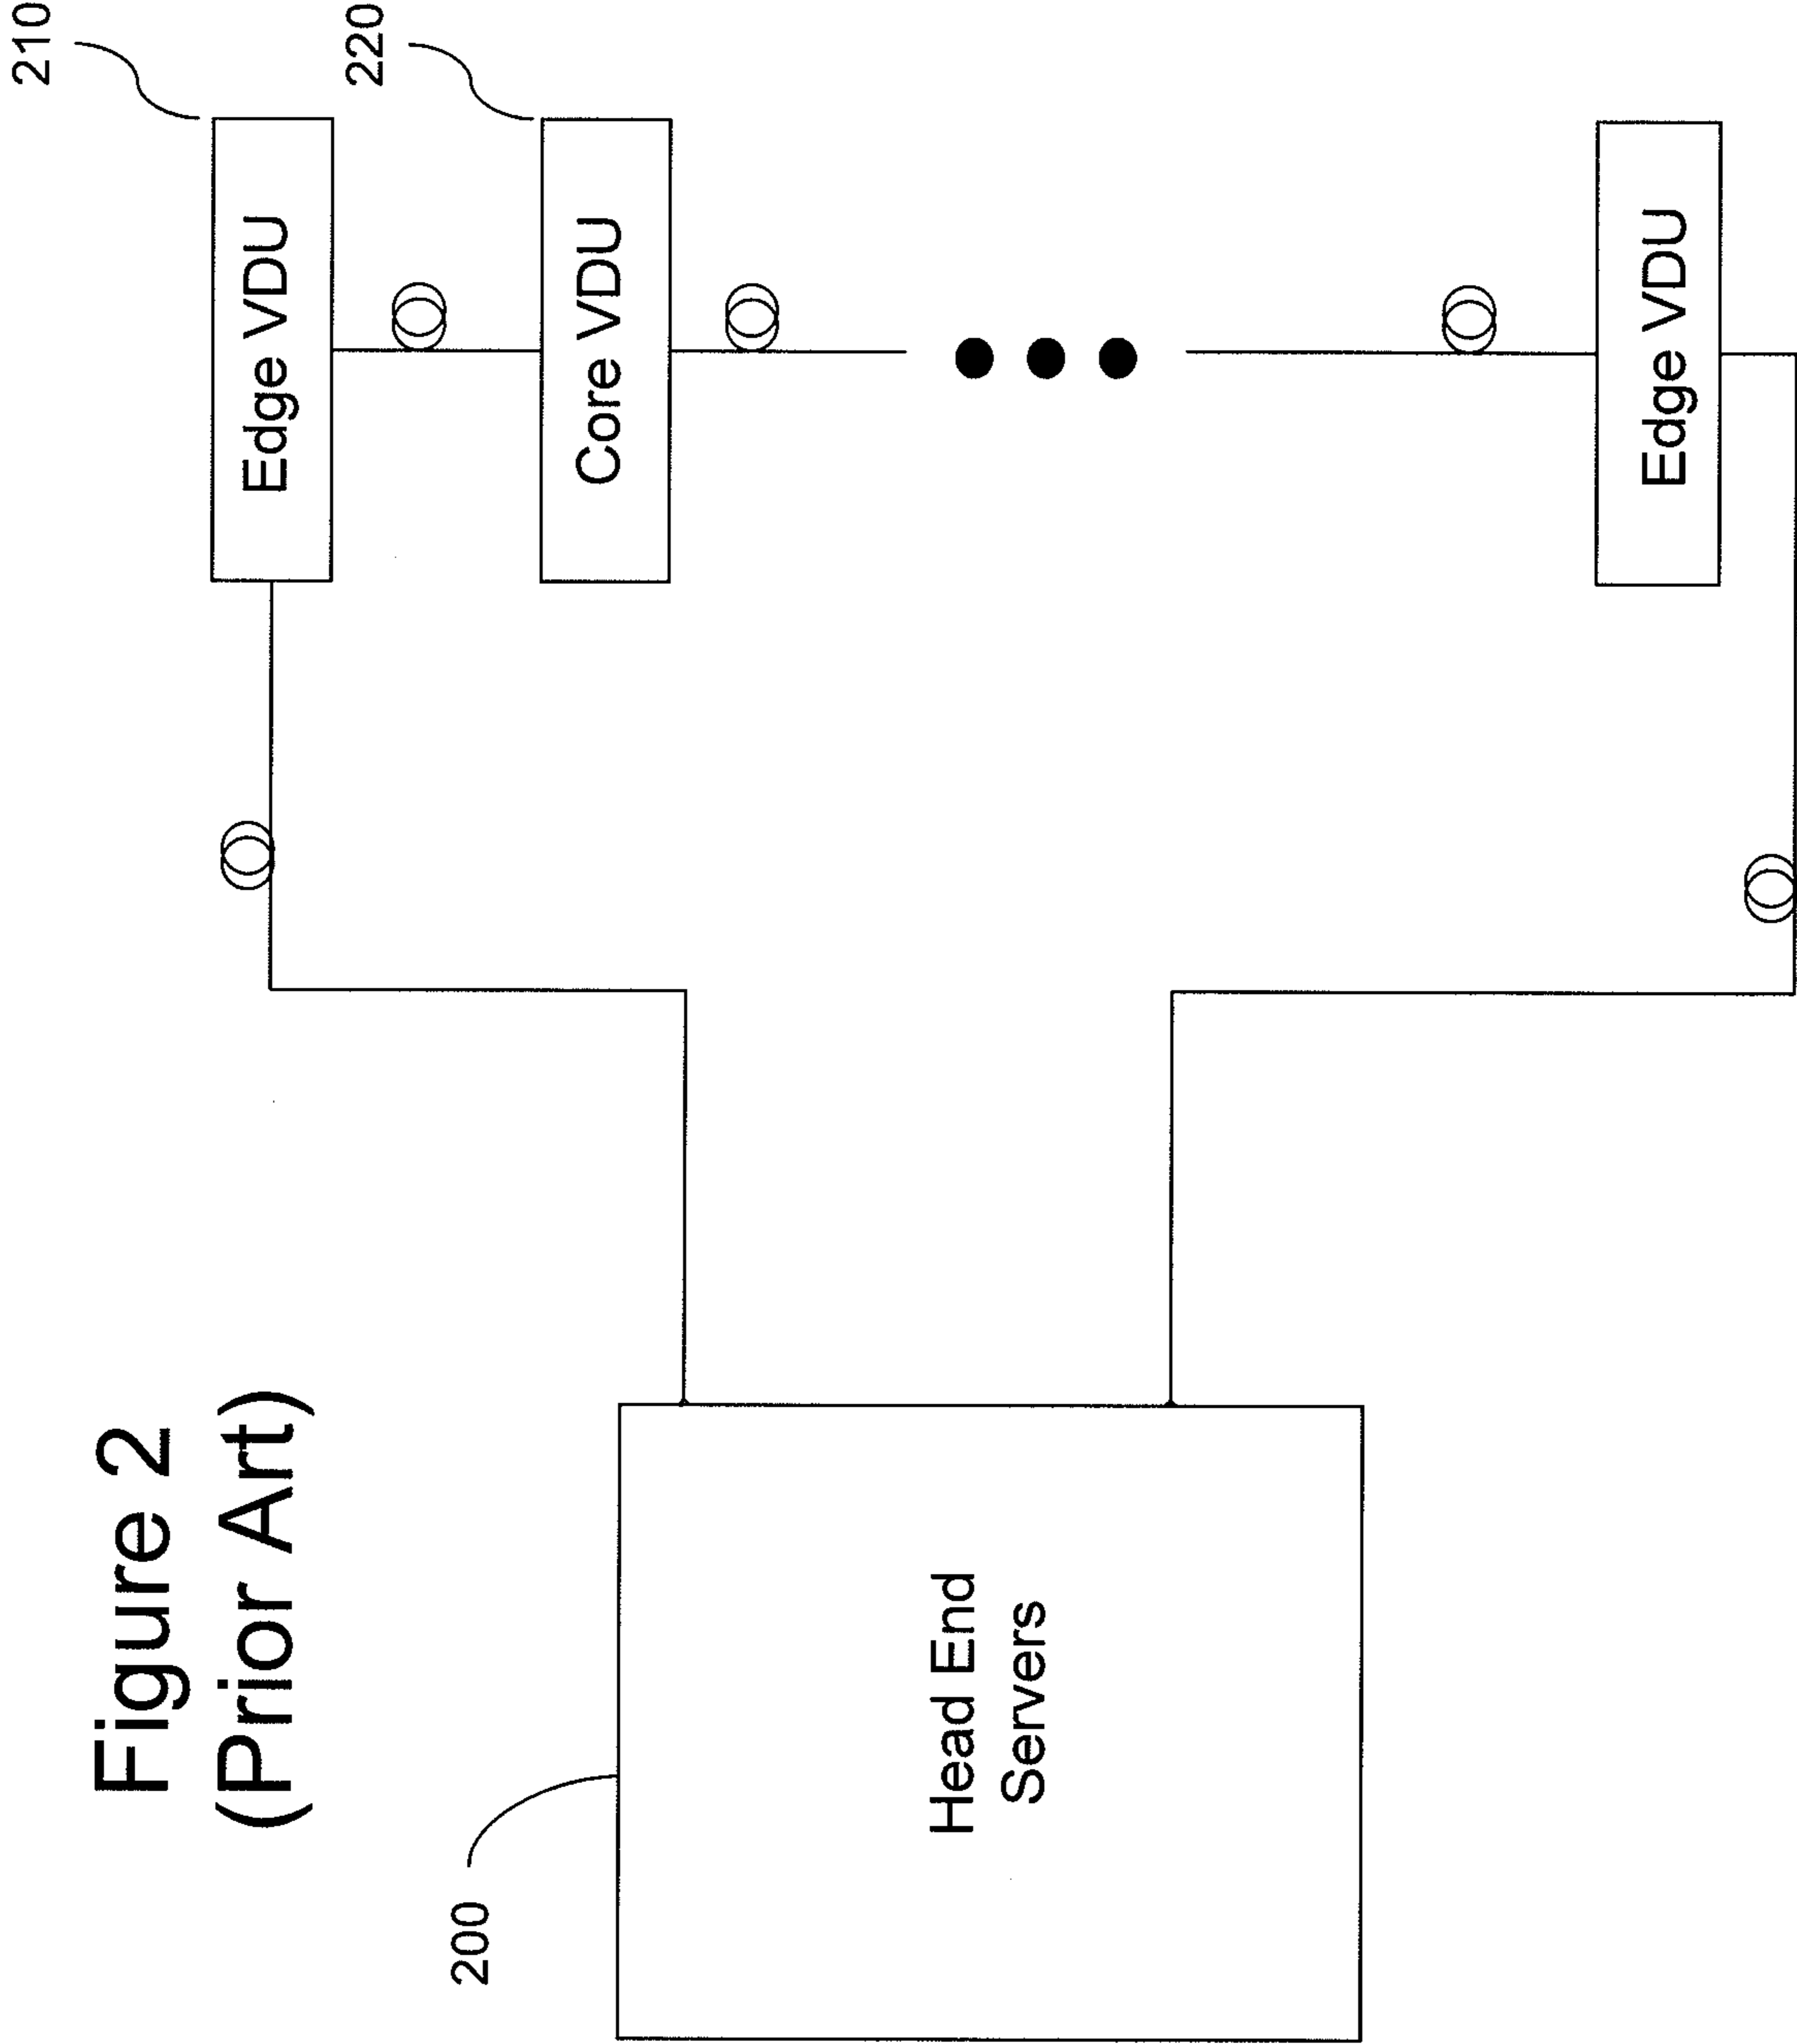 Figure 2
(Prior Art)
200
Head End
Servers
210
Edge VDU
220
Core VDU
Edge VDU